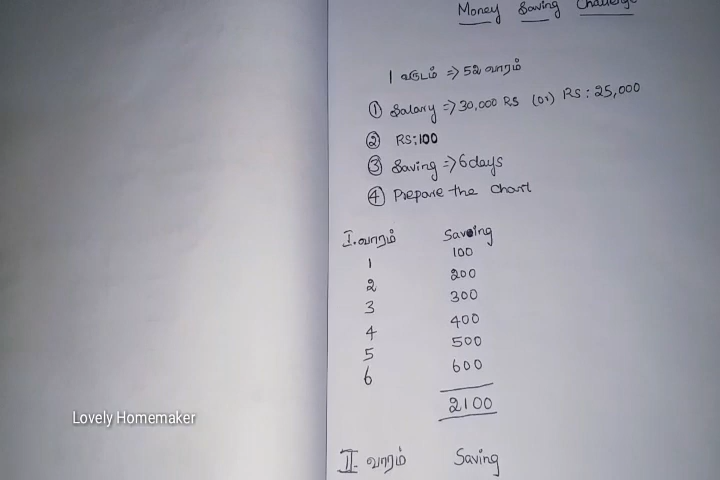 Money Saving Challenge
1 வருடம் => 52 வாரம்
① Salary => 30,000 RS (or) RS: 25,000
② RS:100
③ Saving => 6 days
④ Prepare the Chart
I. வாரம் Saving
1 100
2 200
3 300
4 400
5 500
6 600
2100
Lovely Homemaker
II வாரம் Saving